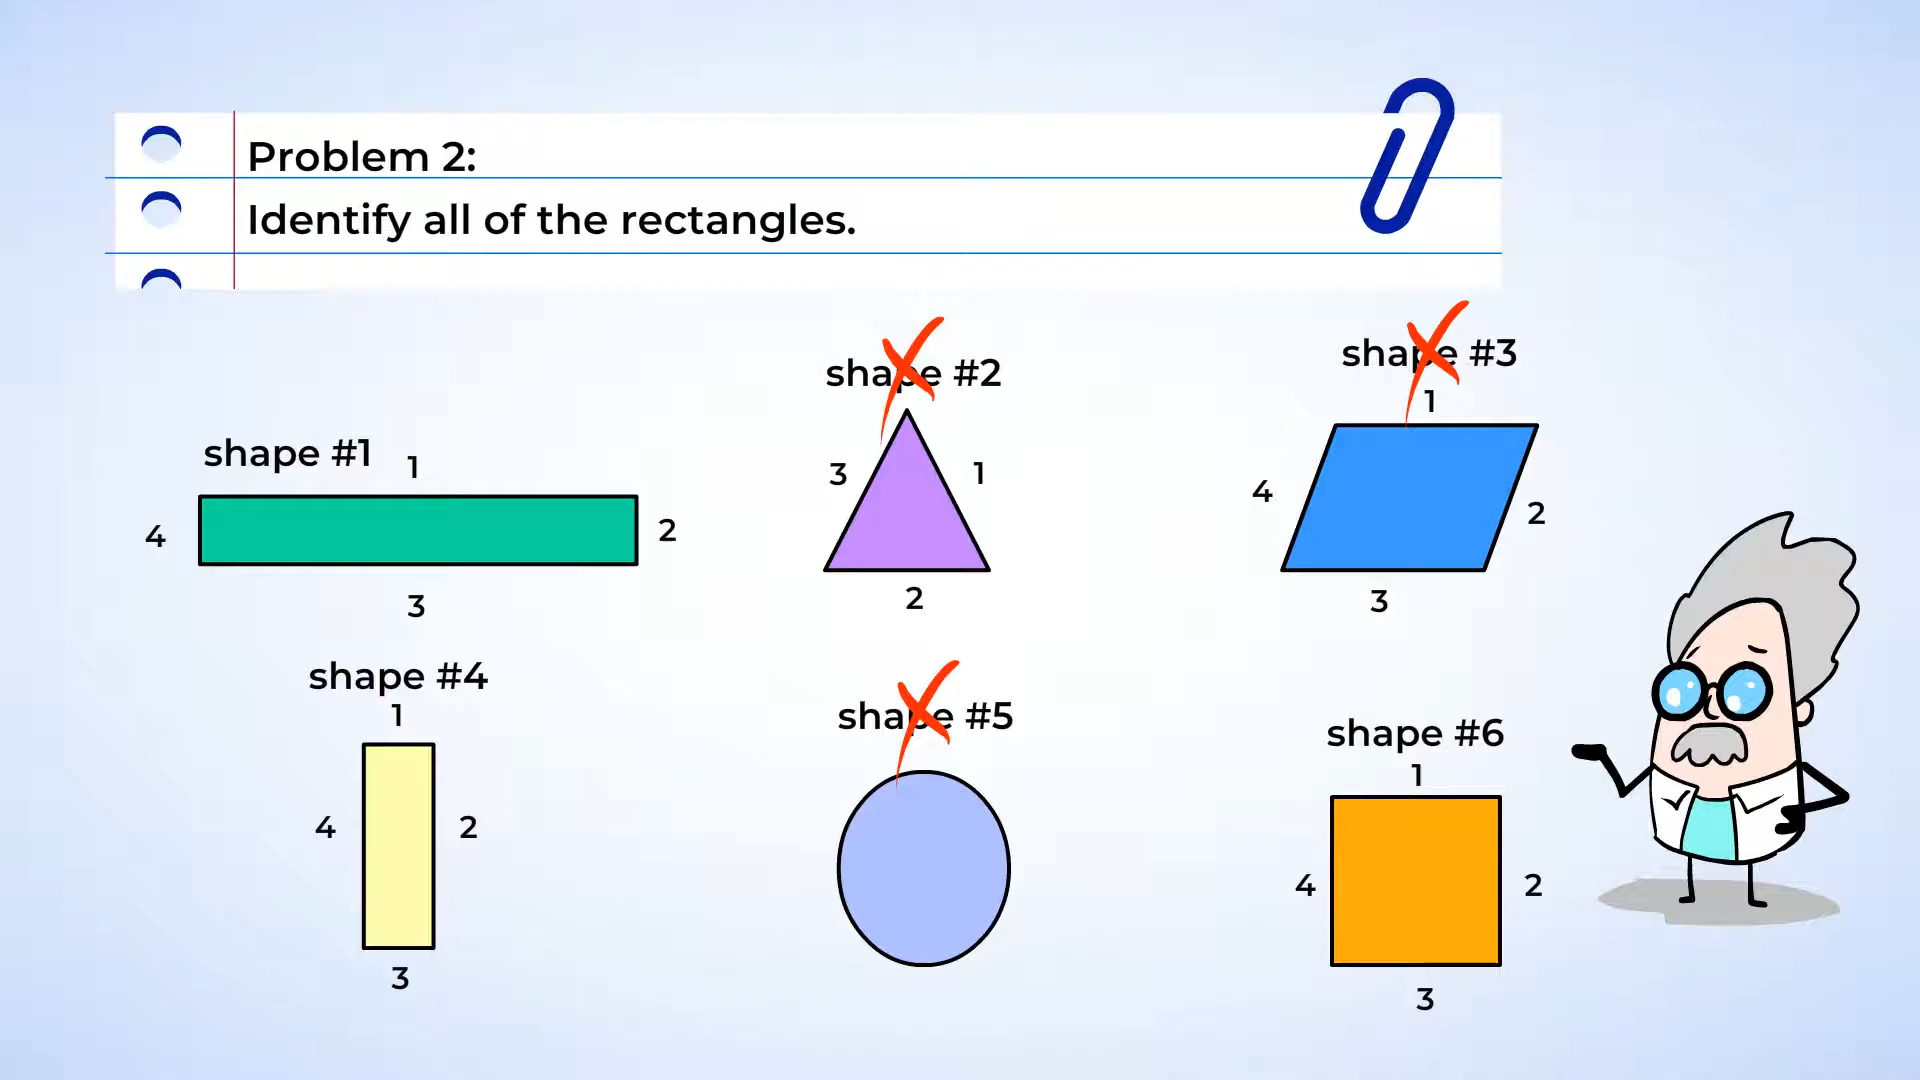 Problem 2:
Identify all of the rectangles.
shape #1
1
4
2
3
shape #2
3
1
2
shape #3
1
4
2
3
shape #4
1
4
2
3
shape #5
shape #6
1
4
2
3